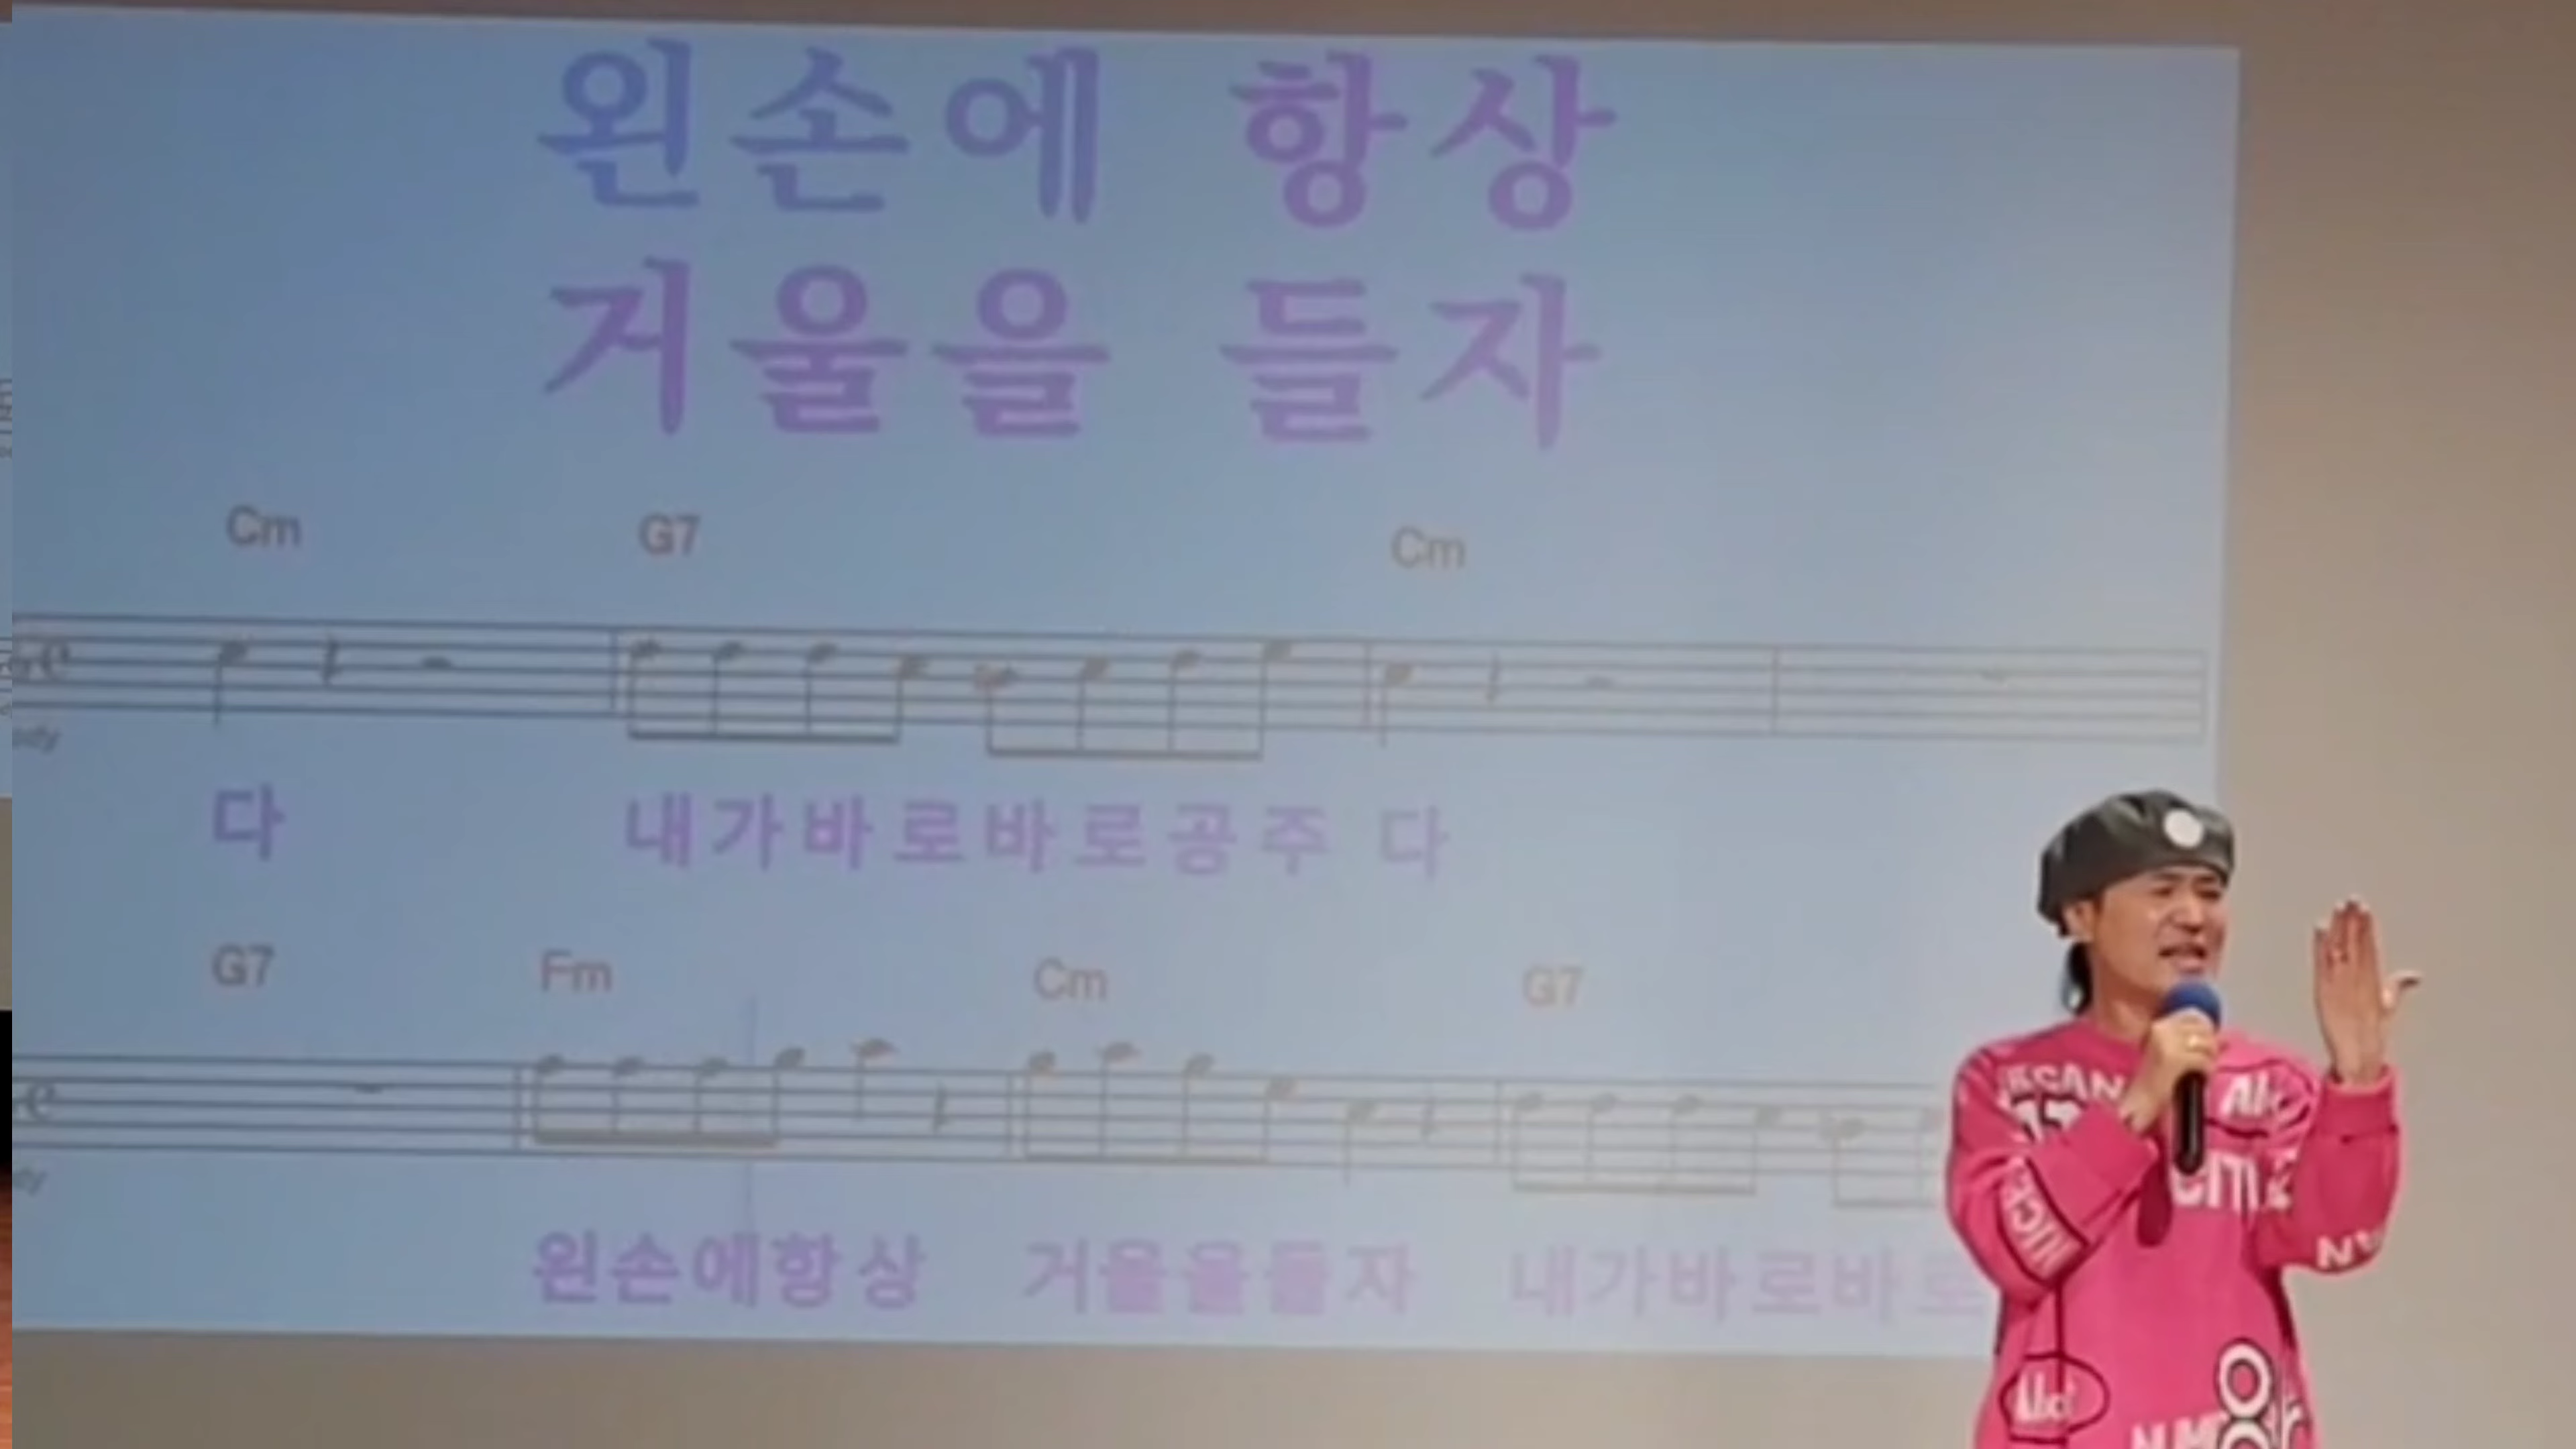 왼손에 항상
거울을 들자
Cm G7 Cm
다 내가바로바로공주 다
G7 Fm Cm G7
왼손에항상 거울을들자 내가바로바로